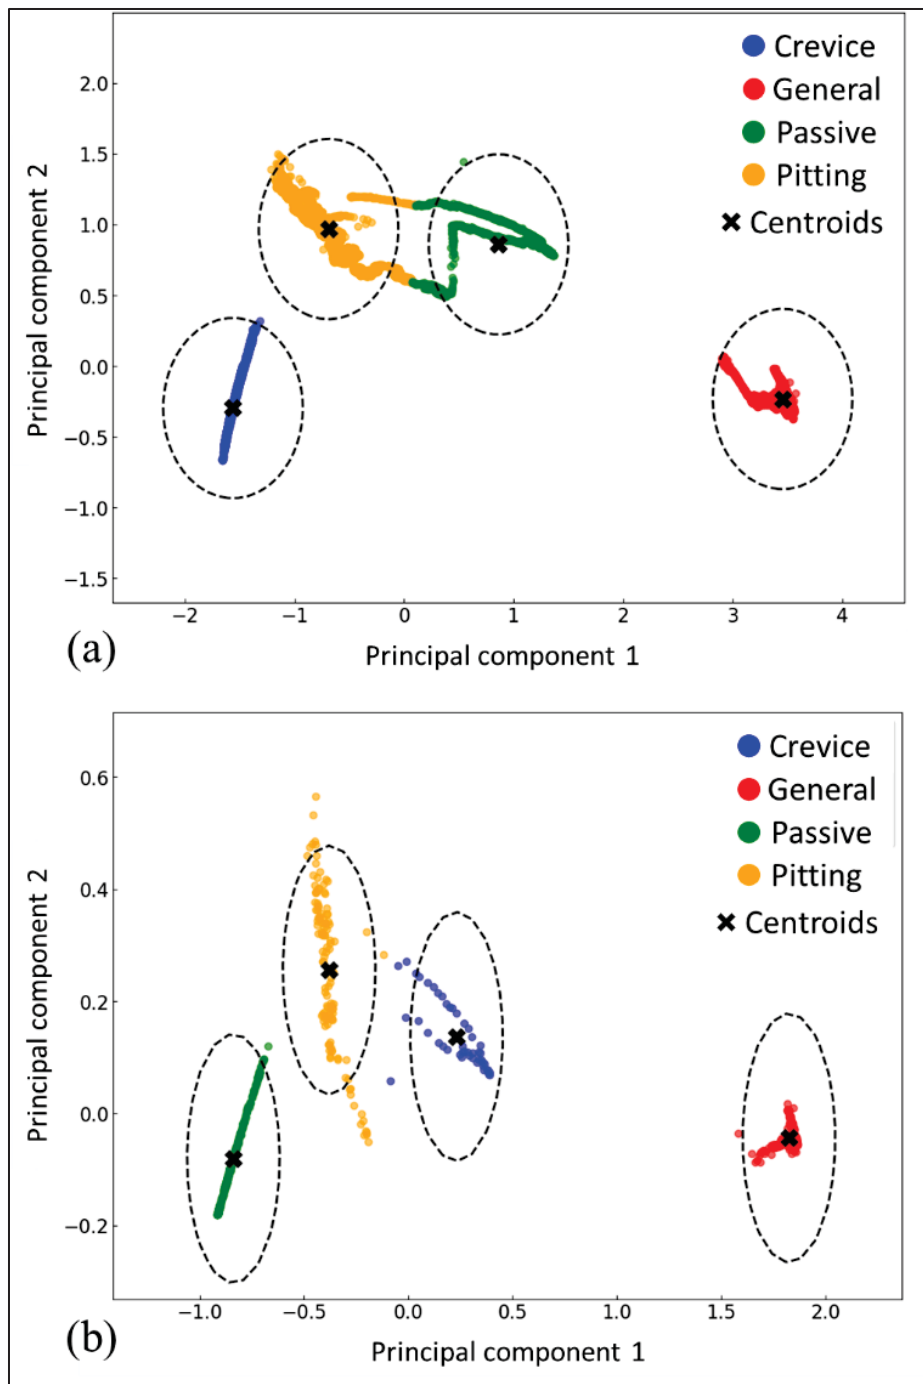 Crevice
General
Passive
Pitting
Centroids
Principal component 2
2.0
1.5
1.0
0.5
0.0
−0.5
−1.0
−1.5
−2 −1 0 1 2 3 4
(a)
Principal component 1
Crevice
General
Passive
Pitting
Centroids
Principal component 2
0.6
0.4
0.2
0.0
−0.2
−1.0 −0.5 0.0 0.5 1.0 1.5 2.0
(b)
Principal component 1